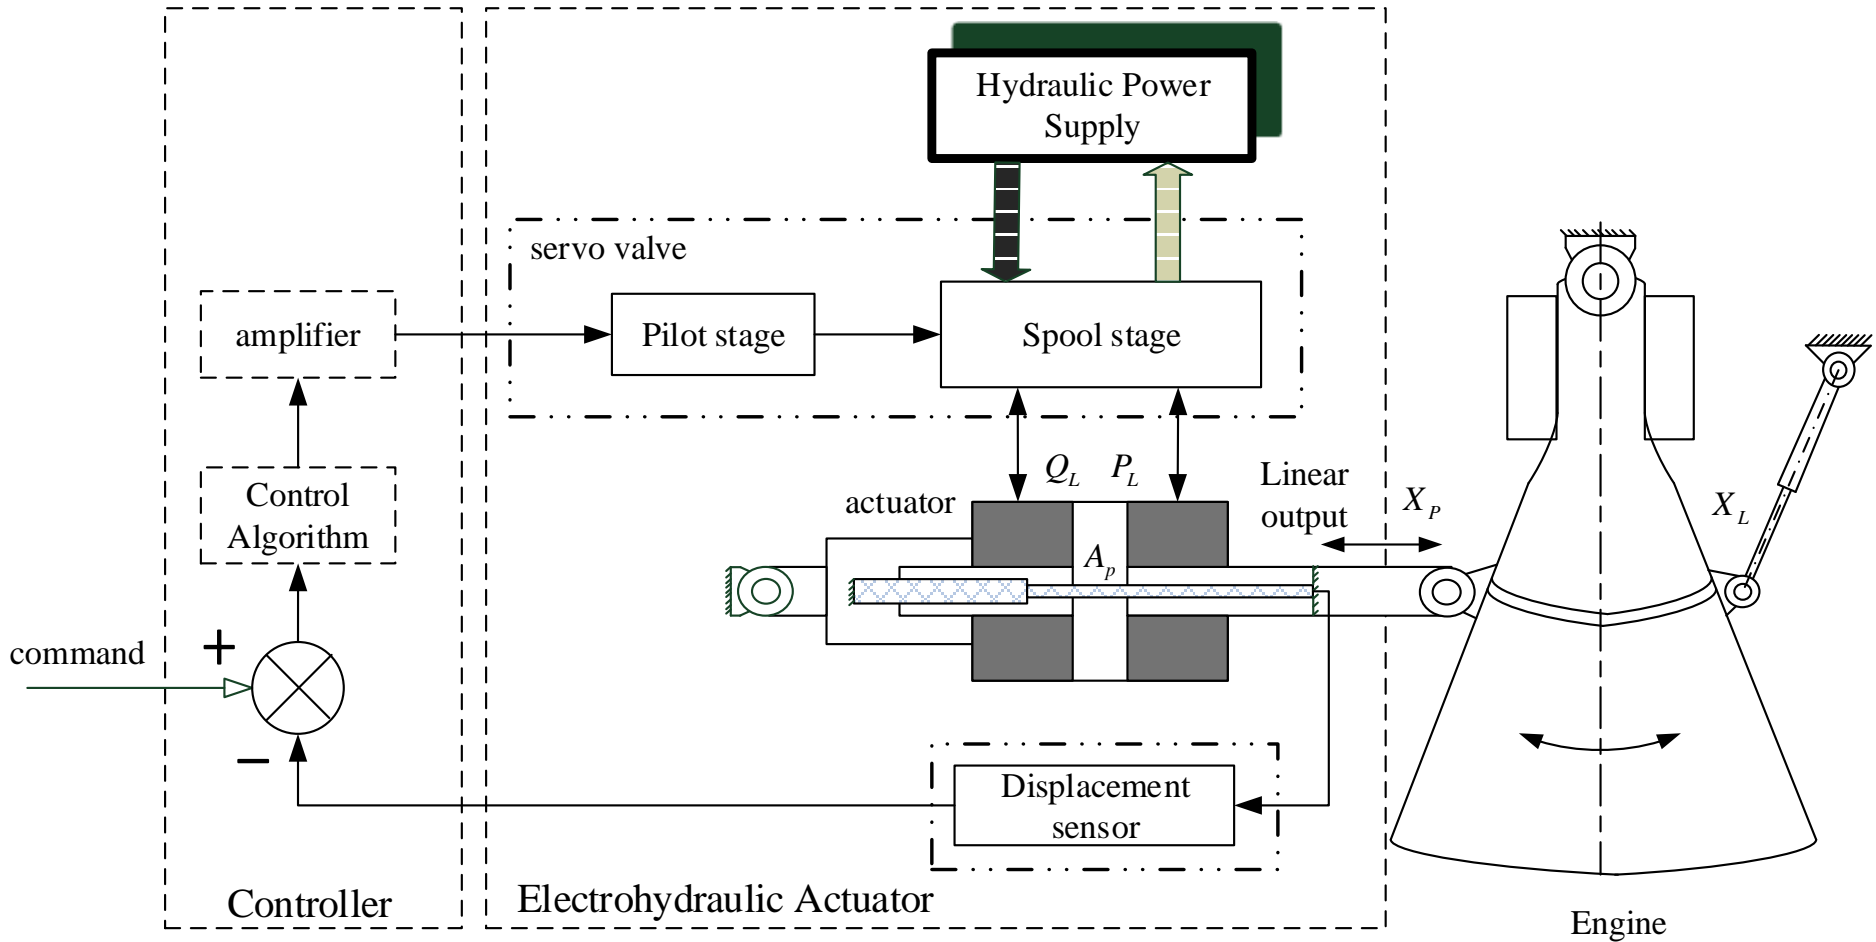 Hydraulic Power
Supply
servo valve
amplifier
Pilot stage
Spool stage
Q_L
P_L
Linear
output
X_P
X_L
actuator
Control
Algorithm
A_p
+
command
−
Displacement
sensor
Controller
Electrohydraulic Actuator
Engine